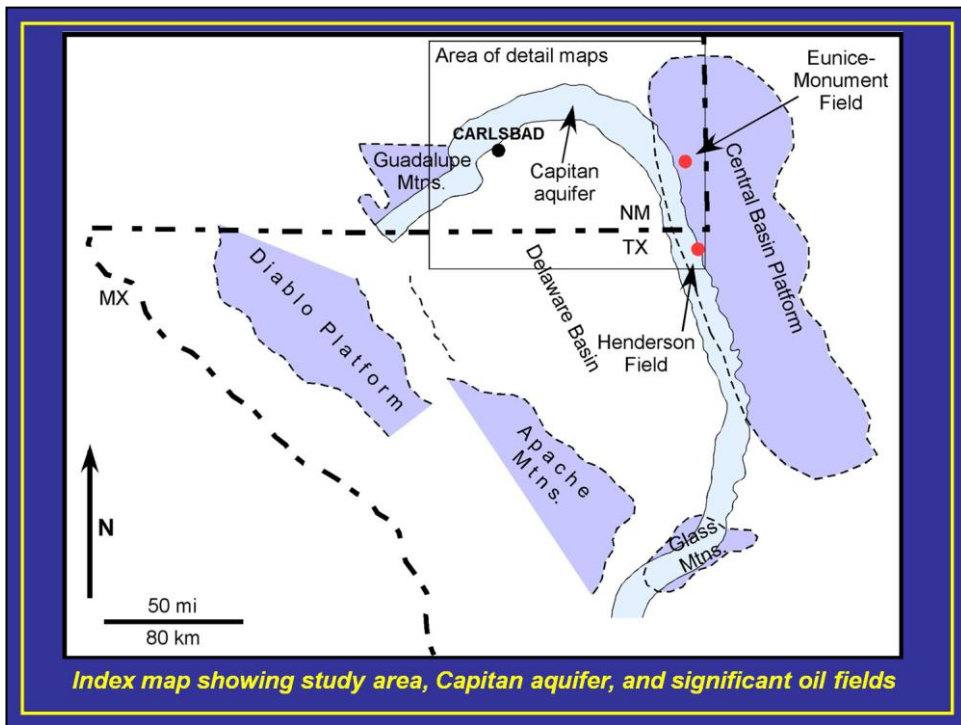 Area of detail maps
Eunice-
Monument
Field
CARLSBAD
Guadalupe
Mtns.
Capitan
aquifer
Central Basin Platform
NM
TX
MX
Diablo Platform
Delaware Basin
Henderson
Field
Apache
Mtns.
N
Glass
Mtns.
50 mi
80 km
Index map showing study area, Capitan aquifer, and significant oil fields